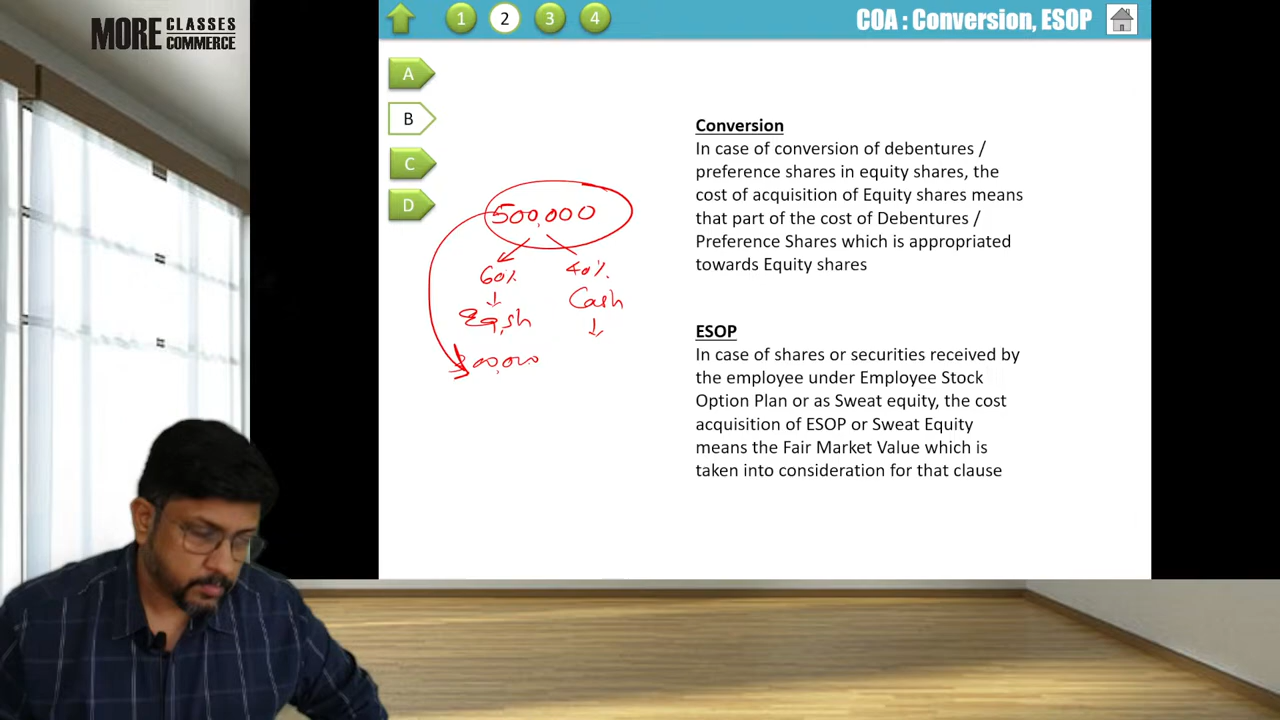 MORE CLASSES COMMERCE
1 2 3 4
COA : Conversion, ESOP
A
B
C
D
500,000
60% 40%
Eq.sh Cash
300,000
Conversion
In case of conversion of debentures /
preference shares in equity shares, the
cost of acquisition of Equity shares means
that part of the cost of Debentures /
Preference Shares which is appropriated
towards Equity shares
ESOP
In case of shares or securities received by
the employee under Employee Stock
Option Plan or as Sweat equity, the cost
acquisition of ESOP or Sweat Equity
means the Fair Market Value which is
taken into consideration for that clause